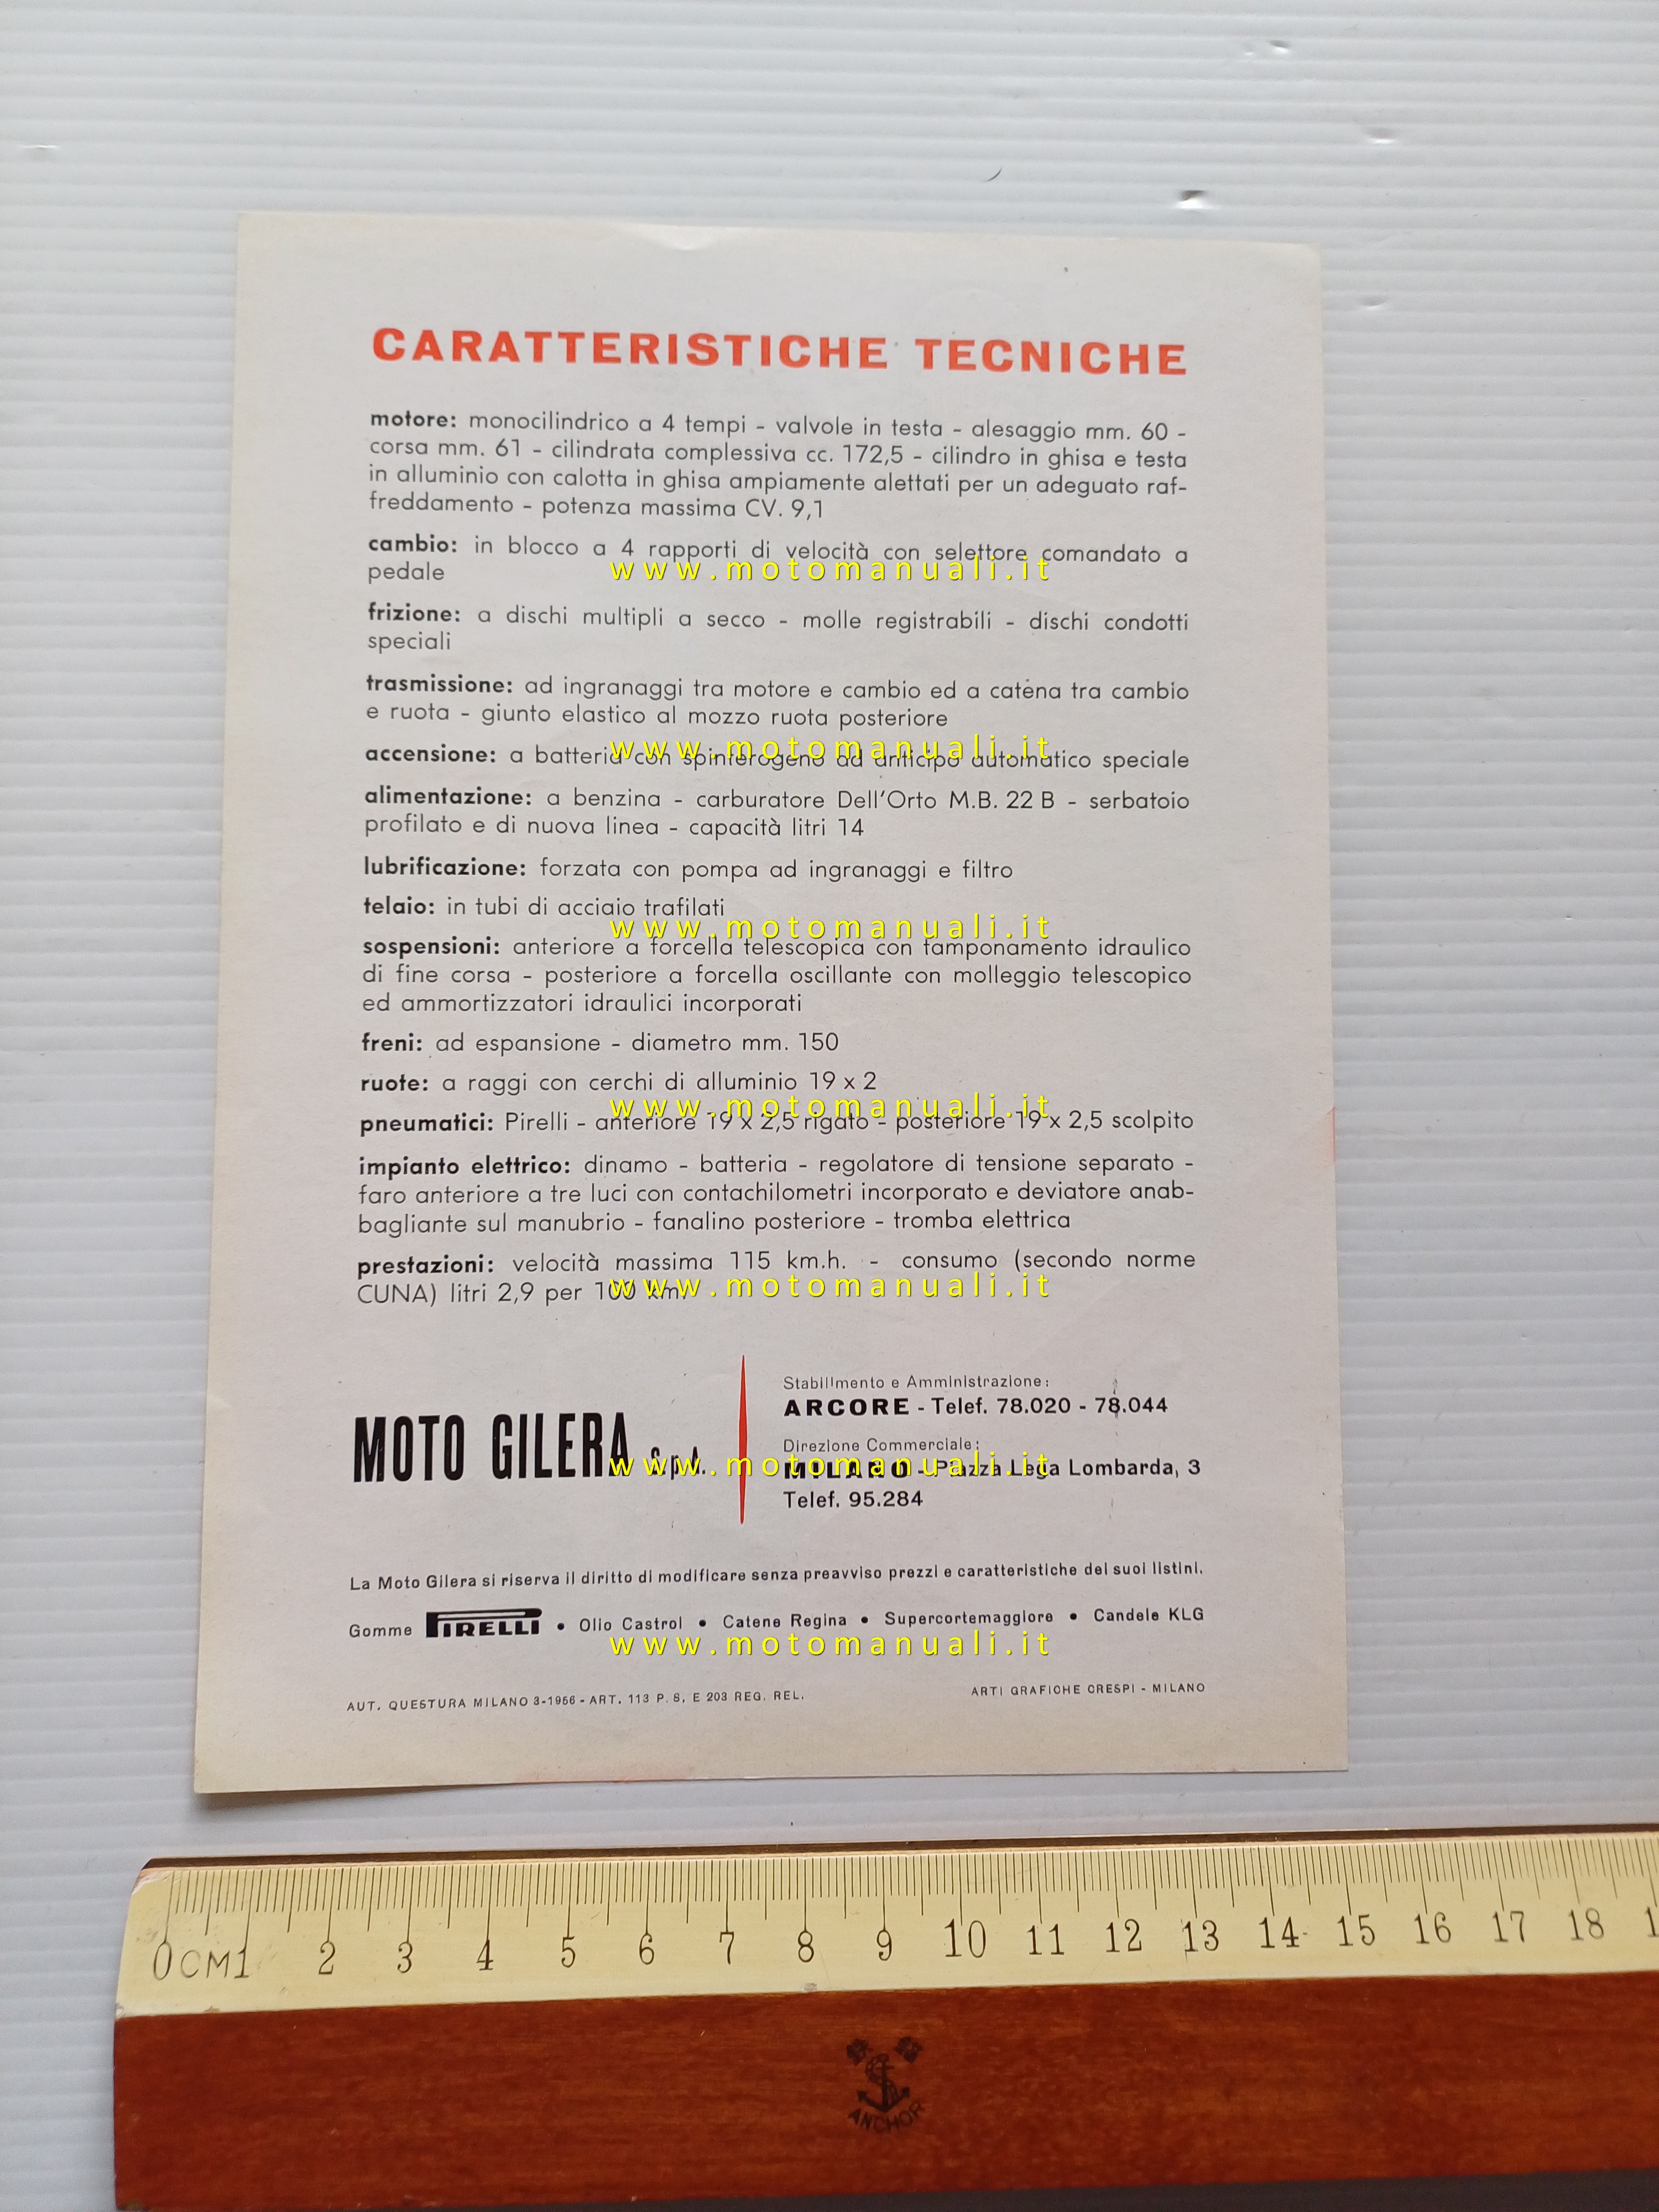 CARATTERISTICHE TECNICHE
motore: monocilindrico a 4 tempi - valvole in testa - alesaggio mm. 60 -
corsa mm. 61 - cilindrata complessiva cc. 172,5 - cilindro in ghisa e testa
in alluminio con calotta in ghisa ampiamente alettati per un adeguato raf-
freddamento - potenza massima CV. 9,1
cambio: in blocco a 4 rapporti di velocità con selettore comandato a
pedale
www.motomanuali.it
frizione: a dischi multipli a secco - molle registrabili - dischi condotti
speciali
trasmissione: ad ingranaggi tra motore e cambio ed a catena tra cambio
e ruota - giunto elastico al mozzo ruota posteriore
www.motomanuali.it
accensione: a batteria con spinterogeno ad anticipo automatico speciale
alimentazione: a benzina - carburatore Dell'Orto M.B. 22 B - serbatoio
profilato e di nuova linea - capacità litri 14
lubrificazione: forzata con pompa ad ingranaggi e filtro
telaio: in tubi di acciaio trafilati
www.motomanuali.it
sospensioni: anteriore a forcella telescopica con tamponamento idraulico
di fine corsa - posteriore a forcella oscillante con molleggio telescopico
ed ammortizzatori idraulici incorporati
freni: ad espansione - diametro mm. 150
ruote: a raggi con cerchi di alluminio 19 x 2
www.motomanuali.it
pneumatici: Pirelli - anteriore 19 x 2,5 rigato - posteriore 19 x 2,5 scolpito
impianto elettrico: dinamo - batteria - regolatore di tensione separato -
faro anteriore a tre luci con contachilometri incorporato e deviatore anab-
bagliante sul manubrio - fanalino posteriore - tromba elettrica
prestazioni: velocità massima 115 km.h. - consumo (secondo norme
CUNA) litri 2,9 per 100 km.
www.motomanuali.it
MOTO GILERA S.p.A.
Stabilimento e Amministrazione:
ARCORE - Telef. 78.020 - 78.044
Direzione Commerciale:
MILANO - Piazza Lega Lombarda, 3
www.motomanuali.it
Telef. 95.284
La Moto Gilera si riserva il diritto di modificare senza preavviso prezzi e caratteristiche dei suoi listini.
Gomme PIRELLI • Olio Castrol • Catene Regina • Supercortemaggiore • Candele KLG
www.motomanuali.it
AUT. QUESTURA MILANO 3-1956 - ART. 113 P. S. E 203 REG. REL.
ARTI GRAFICHE CRESPI - MILANO
0CM1 2 3 4 5 6 7 8 9 10 11 12 13 14 15 16 17 18 1
ANCHOR